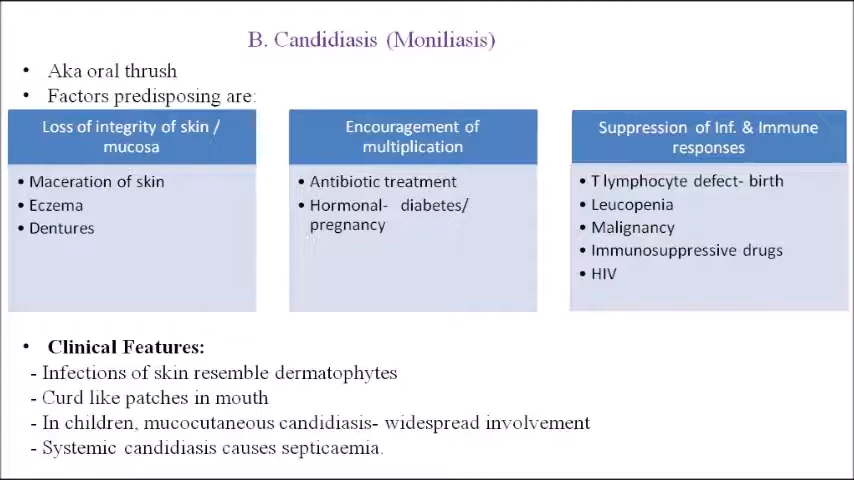 B. Candidiasis (Moniliasis)
• Aka oral thrush
• Factors predisposing are:
Loss of integrity of skin /
mucosa
• Maceration of skin
• Eczema
• Dentures
Encouragement of
multiplication
• Antibiotic treatment
• Hormonal- diabetes/
pregnancy
Suppression of Inf. & Immune
responses
• T lymphocyte defect- birth
• Leucopenia
• Malignancy
• Immunosuppressive drugs
• HIV
• Clinical Features:
- Infections of skin resemble dermatophytes
- Curd like patches in mouth
- In children, mucocutaneous candidiasis- widespread involvement
- Systemic candidiasis causes septicaemia.